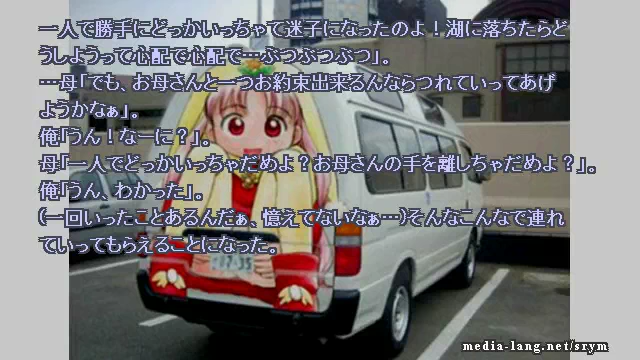 一人で勝手にどっかいっちゃて迷子になったのよ！湖に落ちたらど
うしようって心配で心配で…ぶつぶつぶつ」。
…母「でも、お母さんと一つお約束出来るんならつれていってあげ
ようかなぁ」。
俺「うん！なーに？」。
母「一人でどっかいっちゃだめよ？お母さんの手を離しちゃだめよ？」。
俺「うん、わかった」。
(一回いったことあるんだぁ、憶えてないなぁ…)そんなこんなで連れ
ていってもらえることになった。
07-35
media-lang.net/srym